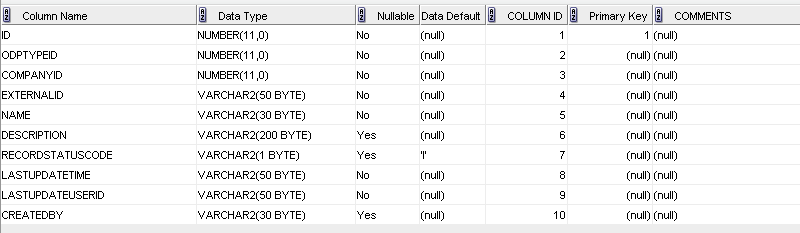 Column Name Data Type Nullable Data Default COLUMN ID Primary Key COMMENTS
ID NUMBER(11,0) No (null) 1 1 (null)
ODPTYPEID NUMBER(11,0) No (null) 2 (null) (null)
COMPANYID NUMBER(11,0) No (null) 3 (null) (null)
EXTERNALID VARCHAR2(50 BYTE) No (null) 4 (null) (null)
NAME VARCHAR2(30 BYTE) No (null) 5 (null) (null)
DESCRIPTION VARCHAR2(200 BYTE) Yes (null) 6 (null) (null)
RECORDSTATUSCODE VARCHAR2(1 BYTE) Yes 'I' 7 (null) (null)
LASTUPDATETIME VARCHAR2(50 BYTE) No (null) 8 (null) (null)
LASTUPDATEUSERID VARCHAR2(50 BYTE) No (null) 9 (null) (null)
CREATEDBY VARCHAR2(30 BYTE) Yes (null) 10 (null) (null)